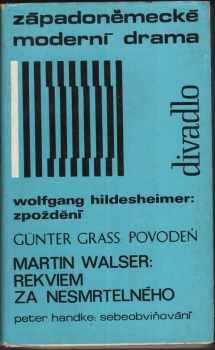 západoněmecké
moderní drama
divadlo
wolfgang hildesheimer:
zpoždění
GÜNTER GRASS POVODEŇ
MARTIN WALSER:
REKVIEM
ZA NESMRTELNÉHO
peter handke: sebeobviňování